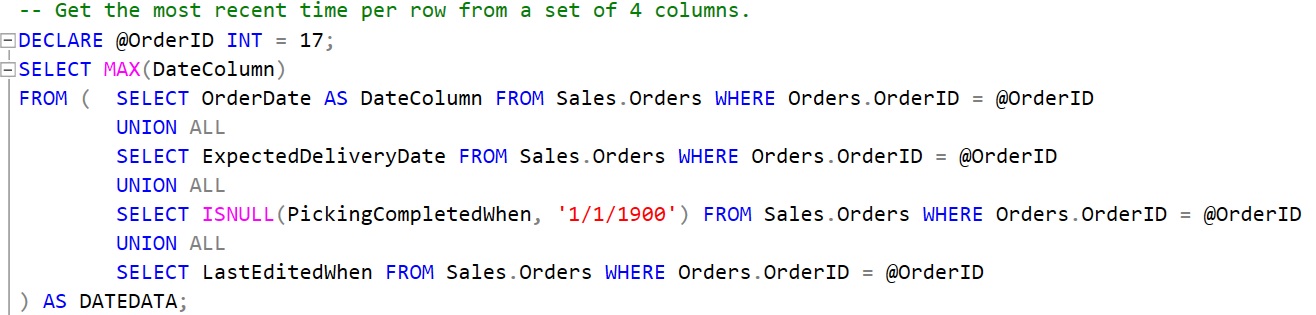 -- Get the most recent time per row from a set of 4 columns.
DECLARE @OrderID INT = 17;
SELECT MAX(DateColumn)
FROM (  SELECT OrderDate AS DateColumn FROM Sales.Orders WHERE Orders.OrderID = @OrderID
        UNION ALL
        SELECT ExpectedDeliveryDate FROM Sales.Orders WHERE Orders.OrderID = @OrderID
        UNION ALL
        SELECT ISNULL(PickingCompletedWhen, '1/1/1900') FROM Sales.Orders WHERE Orders.OrderID = @OrderID
        UNION ALL
        SELECT LastEditedWhen FROM Sales.Orders WHERE Orders.OrderID = @OrderID
) AS DATEDATA;